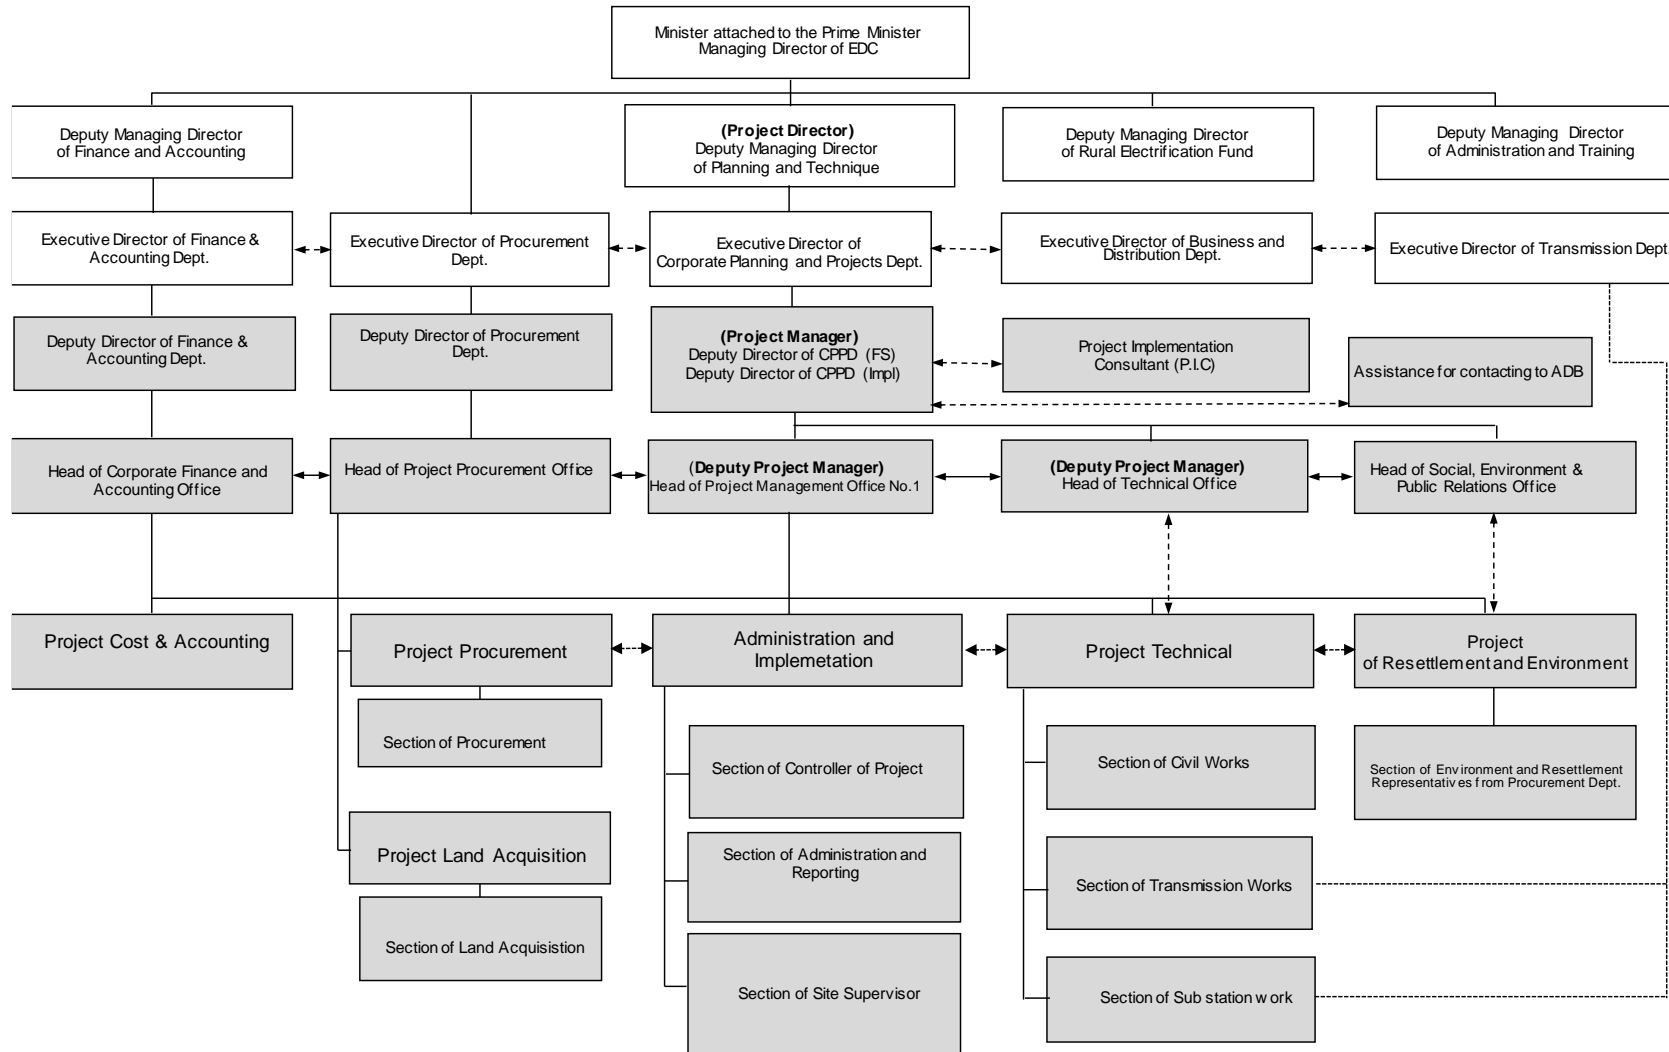 Minister attached to the Prime Minister
Managing Director of EDC
Deputy Managing Director
of Finance and Accounting
(Project Director)
Deputy Managing Director
of Planning and Technique
Deputy Managing Director
of Rural Electrification Fund
Deputy Managing Director
of Administration and Training
Executive Director of Finance &
Accounting Dept.
Executive Director of Procurement
Dept.
Executive Director of
Corporate Planning and Projects Dept.
Executive Director of Business and
Distribution Dept.
Executive Director of Transmission Dept.
Deputy Director of Finance &
Accounting Dept.
Deputy Director of Procurement
Dept.
(Project Manager)
Deputy Director of CPPD (FS)
Deputy Director of CPPD (Impl)
Project Implementation
Consultant (P.I.C)
Assistance for contacting to ADB
Head of Corporate Finance and
Accounting Office
Head of Project Procurement Office
(Deputy Project Manager)
Head of Project Management Office No.1
(Deputy Project Manager)
Head of Technical Office
Head of Social, Environment &
Public Relations Office
Project Cost & Accounting
Project Procurement
Administration and
Implemetation
Project Technical
Project
of Resettlement and Environment
Section of Procurement
Section of Controller of Project
Section of Civil Works
Section of Environment and Resettlement
Representatives from Procurement Dept.
Project Land Acquisition
Section of Administration and
Reporting
Section of Transmission Works
Section of Land Acquisistion
Section of Site Supervisor
Section of Sub station work